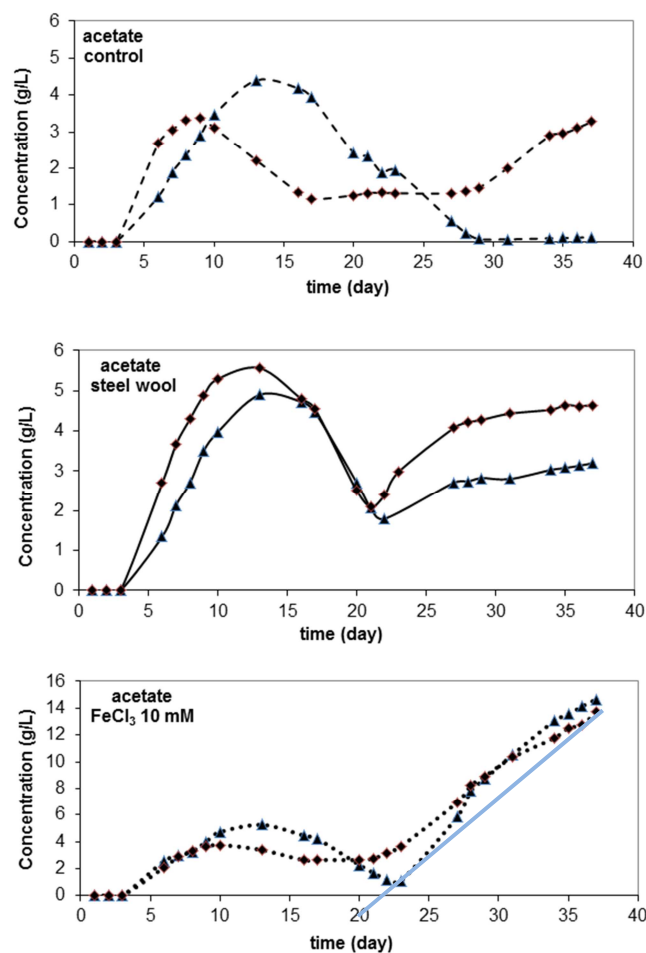 acetate
control
Concentration (g/L)
6
5
4
3
2
1
0
0 5 10 15 20 25 30 35 40
time (day)
acetate
steel wool
Concentration (g/L)
6
5
4
3
2
1
0
0 5 10 15 20 25 30 35 40
time (day)
acetate
FeCl₃ 10 mM
Concentration (g/L)
16
14
12
10
8
6
4
2
0
0 5 10 15 20 25 30 35 40
time (day)